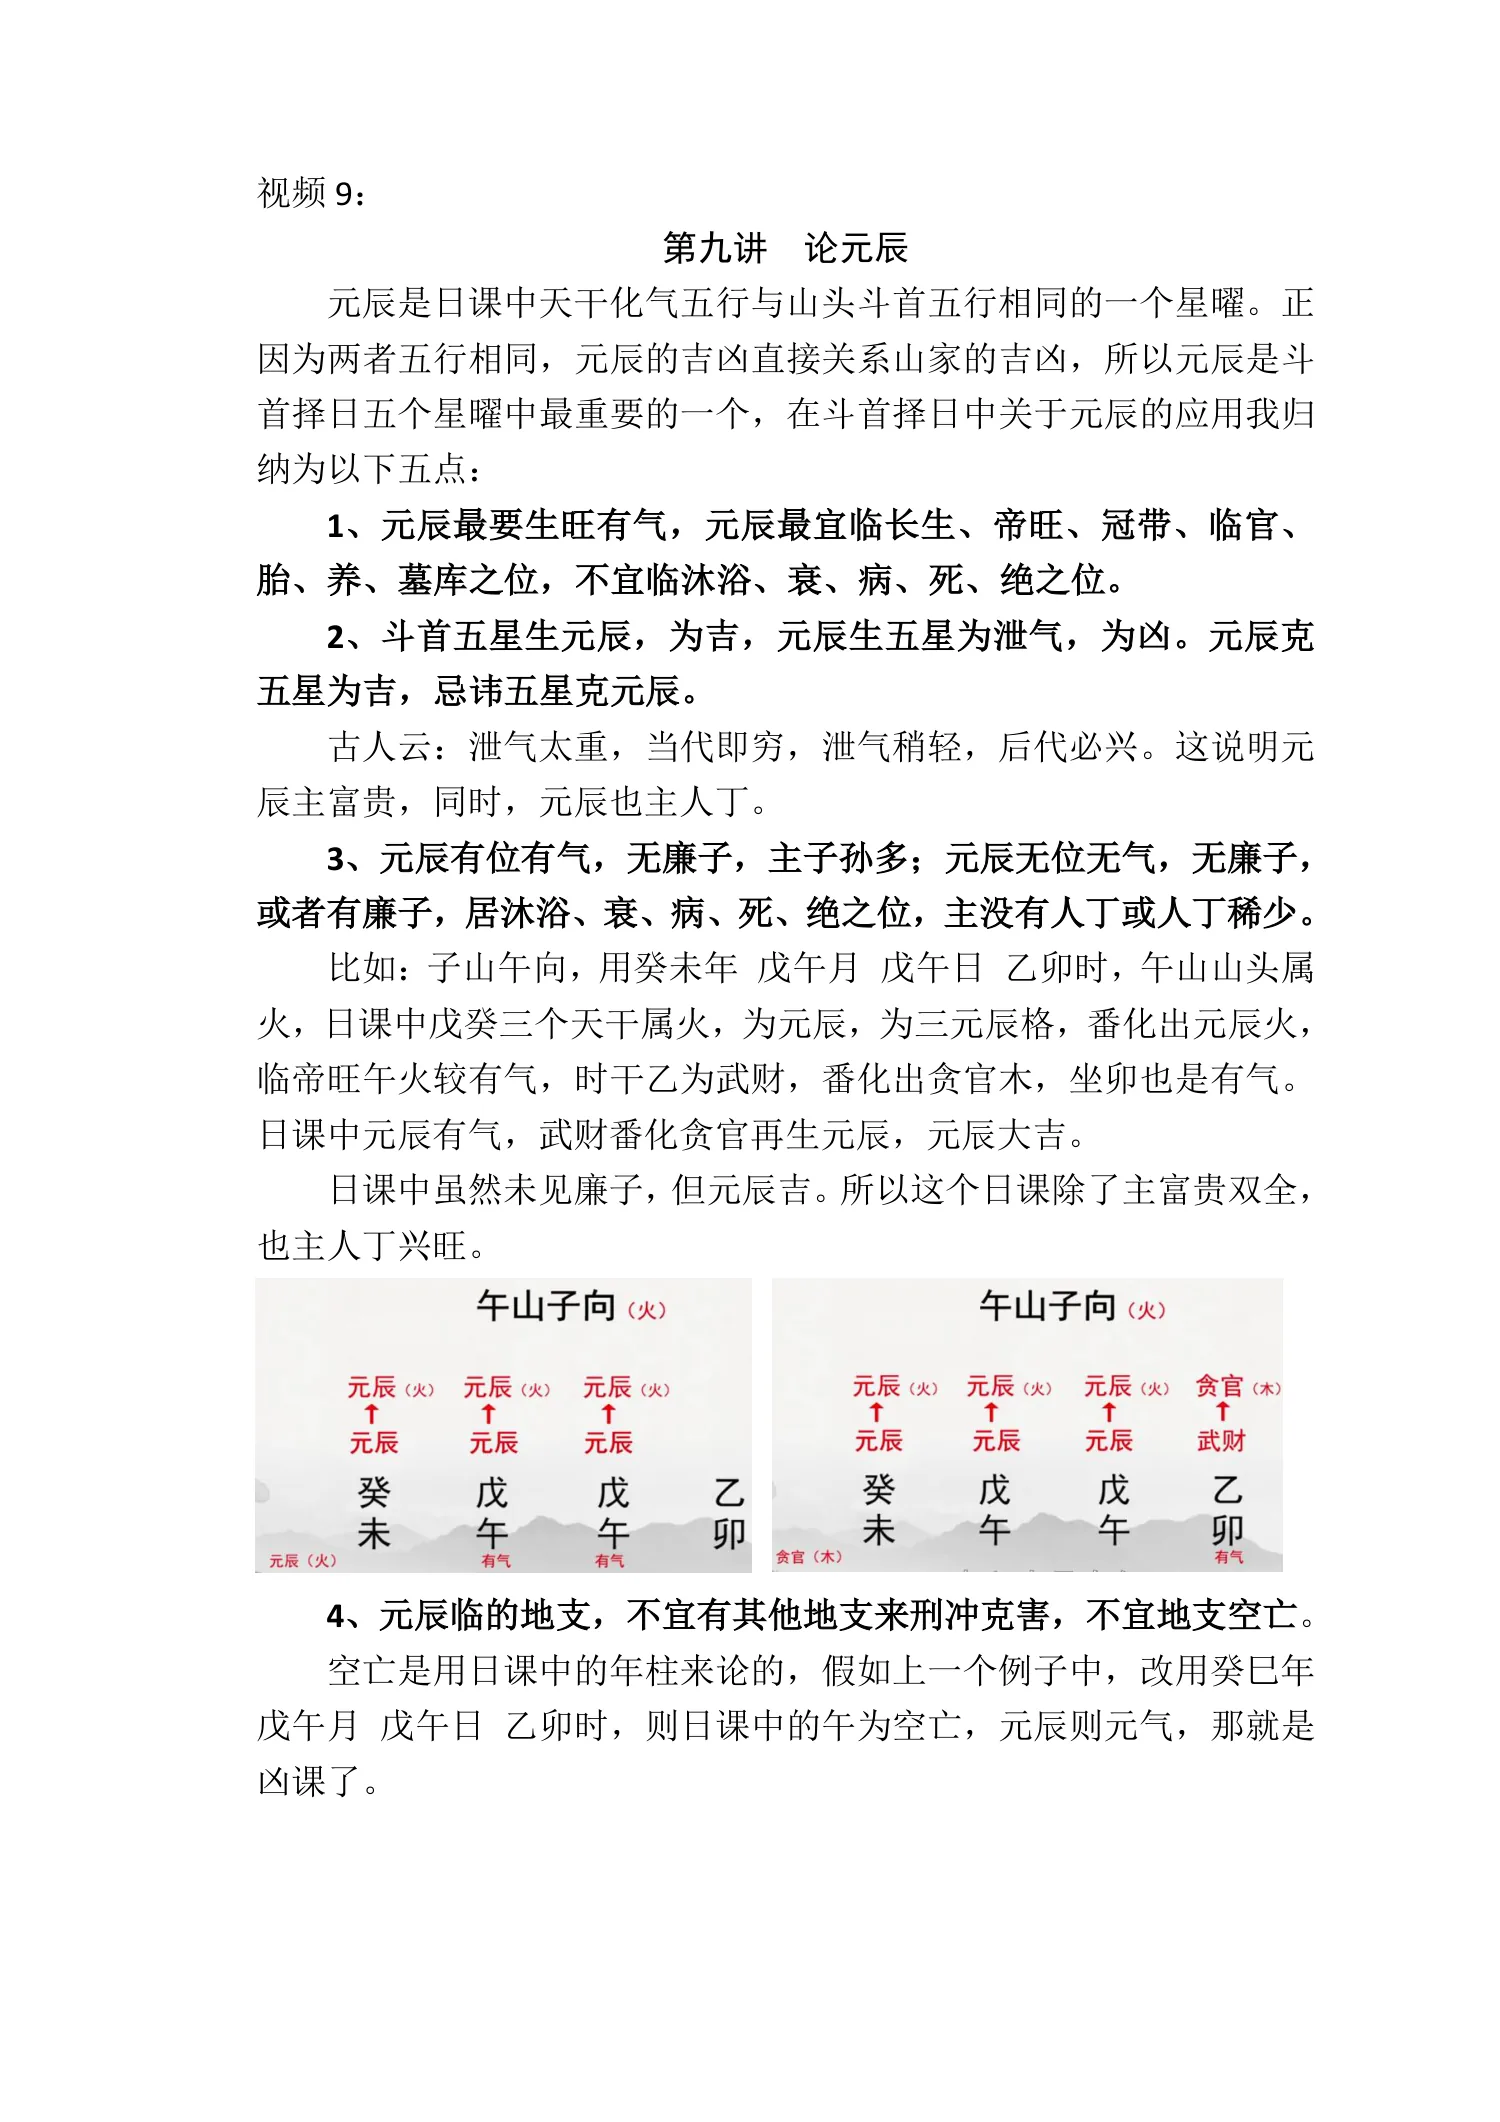 视频 9：
第九讲　论元辰
元辰是日课中天干化气五行与山头斗首五行相同的一个星曜。正
因为两者五行相同，元辰的吉凶直接关系山家的吉凶，所以元辰是斗
首择日五个星曜中最重要的一个，在斗首择日中关于元辰的应用我归
纳为以下五点：
1、元辰最要生旺有气，元辰最宜临长生、帝旺、冠带、临官、
胎、养、墓库之位，不宜临沐浴、衰、病、死、绝之位。
2、斗首五星生元辰，为吉，元辰生五星为泄气，为凶。元辰克
五星为吉，忌讳五星克元辰。
古人云：泄气太重，当代即穷，泄气稍轻，后代必兴。这说明元
辰主富贵，同时，元辰也主人丁。
3、元辰有位有气，无廉子，主子孙多；元辰无位无气，无廉子，
或者有廉子，居沐浴、衰、病、死、绝之位，主没有人丁或人丁稀少。
比如：子山午向，用癸未年 戊午月 戊午日 乙卯时，午山山头属
火，日课中戊癸三个天干属火，为元辰，为三元辰格，番化出元辰火，
临帝旺午火较有气，时干乙为武财，番化出贪官木，坐卯也是有气。
日课中元辰有气，武财番化贪官再生元辰，元辰大吉。
日课中虽然未见廉子，但元辰吉。所以这个日课除了主富贵双全，
也主人丁兴旺。
午山子向（火）
元辰（火） 元辰（火） 元辰（火）
↑ ↑ ↑
元辰 元辰 元辰
癸 戊 戊 乙
未 午 午 卯
元辰（火） 有气 有气
午山子向（火）
元辰（火） 元辰（火） 元辰（火） 贪官（木）
↑ ↑ ↑ ↑
元辰 元辰 元辰 武财
癸 戊 戊 乙
未 午 午 卯
贪官（木） 有气
4、元辰临的地支，不宜有其他地支来刑冲克害，不宜地支空亡。
空亡是用日课中的年柱来论的，假如上一个例子中，改用癸巳年
戊午月 戊午日 乙卯时，则日课中的午为空亡，元辰则元气，那就是
凶课了。